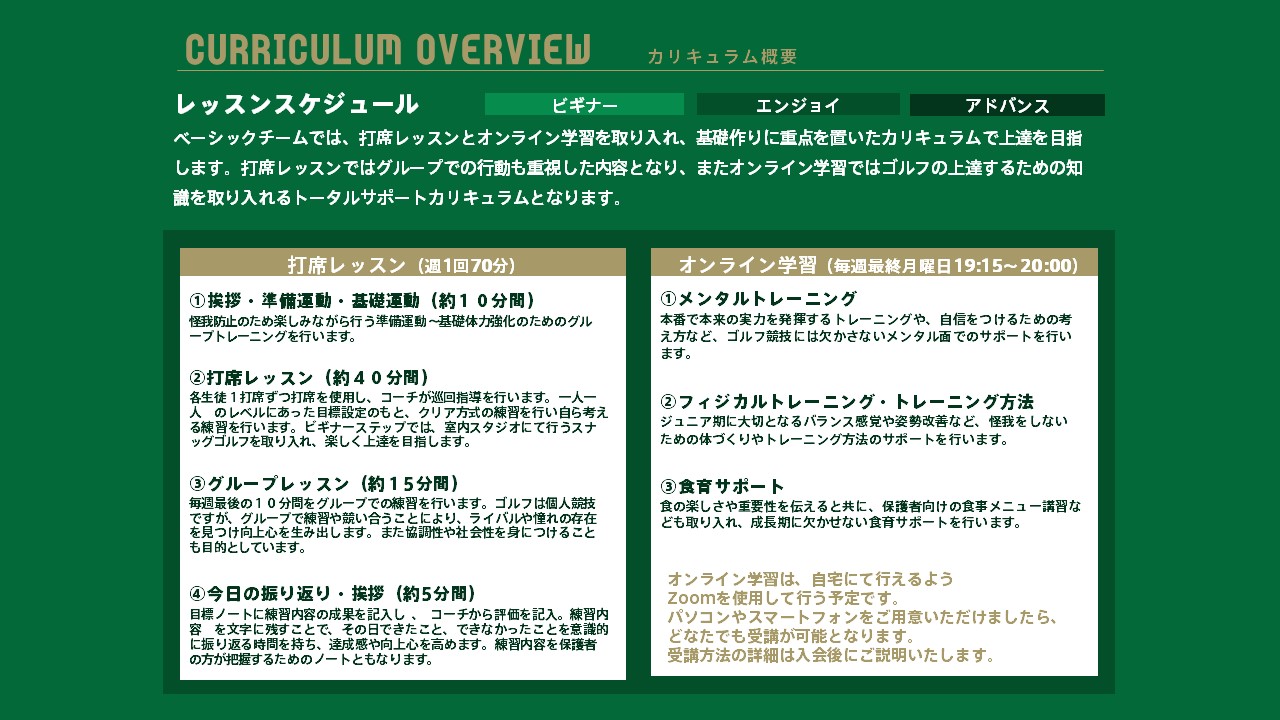 CURRICULUM OVERVIEW カリキュラム概要
レッスンスケジュール ビギナー エンジョイ アドバンス
ベーシックチームでは、打席レッスンとオンライン学習を取り入れ、基礎作りに重点を置いたカリキュラムで上達を目指
します。打席レッスンではグループでの行動も重視した内容となり、またオンライン学習ではゴルフの上達するための知
識を取り入れるトータルサポートカリキュラムとなります。
打席レッスン（週1回70分）
①挨拶・準備運動・基礎運動（約１０分間）
怪我防止のため楽しみながら行う準備運動～基礎体力強化のためのグル
ープトレーニングを行います。
②打席レッスン（約４０分間）
各生徒１打席ずつ打席を使用し、コーチが巡回指導を行います。一人一
人　のレベルにあった目標設定のもと、クリア方式の練習を行い自ら考え
る練習を行います。ビギナーステップでは、室内スタジオにて行うスナ
ッグゴルフを取り入れ、楽しく上達を目指します。
③グループレッスン（約１5分間）
毎週最後の１０分間をグループでの練習を行います。ゴルフは個人競技
ですが、グループで練習や競い合うことにより、ライバルや憧れの存在
を見つけ向上心を生み出します。また協調性や社会性を身につけること
も目的としています。
④今日の振り返り・挨拶（約5分間）
目標ノートに練習内容の成果を記入し 、 コーチから評価を記入。練習内
容　を文字に残すことで、その日できたこと、できなかったことを意識的
に振り返る時間を持ち、達成感や向上心を高めます。練習内容を保護者
の方が把握するためのノートともなります。
オンライン学習（毎週最終月曜日19:15～20:00）
①メンタルトレーニング
本番で本来の実力を発揮するトレーニングや、自信をつけるための考
え方など、ゴルフ競技には欠かさないメンタル面でのサポートを行い
ます。
②フィジカルトレーニング・トレーニング方法
ジュニア期に大切となるバランス感覚や姿勢改善など、怪我をしない
ための体づくりやトレーニング方法のサポートを行います。
③食育サポート
食の楽しさや重要性を伝えると共に、保護者向けの食事メニュー講習な
ども取り入れ、成長期に欠かせない食育サポートを行います。
オンライン学習は、自宅にて行えるよう
Zoomを使用して行う予定です。
パソコンやスマートフォンをご用意いただけましたら、
どなたでも受講が可能となります。
受講方法の詳細は入会後にご説明いたします。